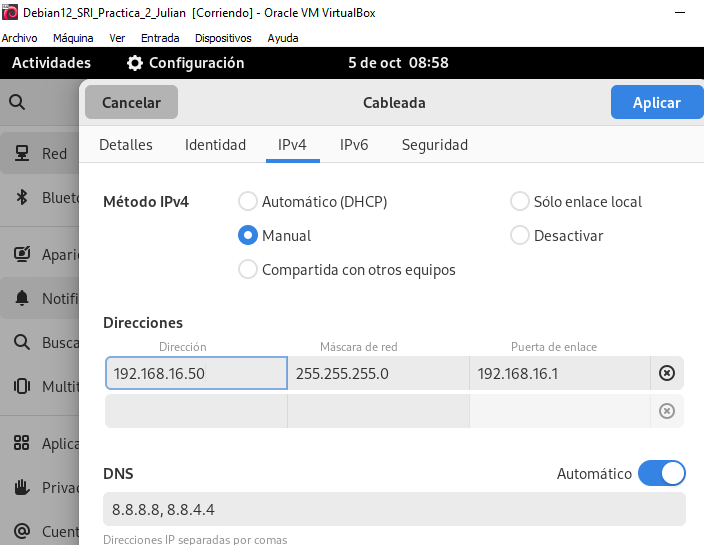 Debian12_SRI_Practica_2_Julian [Corriendo] - Oracle VM VirtualBox
Archivo Máquina Ver Entrada Dispositivos Ayuda
Actividades Configuración 5 de oct 08:58
Cancelar Cableada Aplicar
Detalles Identidad IPv4 IPv6 Seguridad
Red
Bluet
Apari
Notifi
Busca
Multit
Aplica
Privac
Cuent
Método IPv4 Automático (DHCP) Sólo enlace local
Manual Desactivar
Compartida con otros equipos
Direcciones
Dirección Máscara de red Puerta de enlace
192.168.16.50 255.255.255.0 192.168.16.1
DNS Automático
8.8.8.8, 8.8.4.4
Direcciones IP separadas por comas